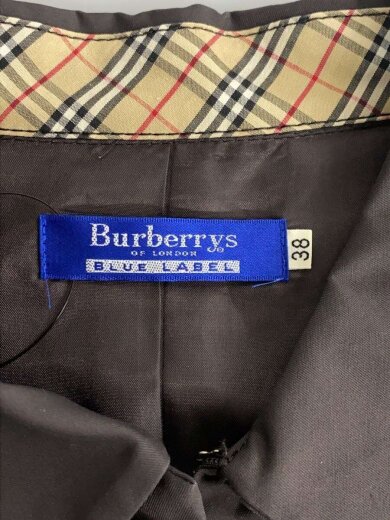 Burberrys
OF LONDON
BLUE LABEL
38